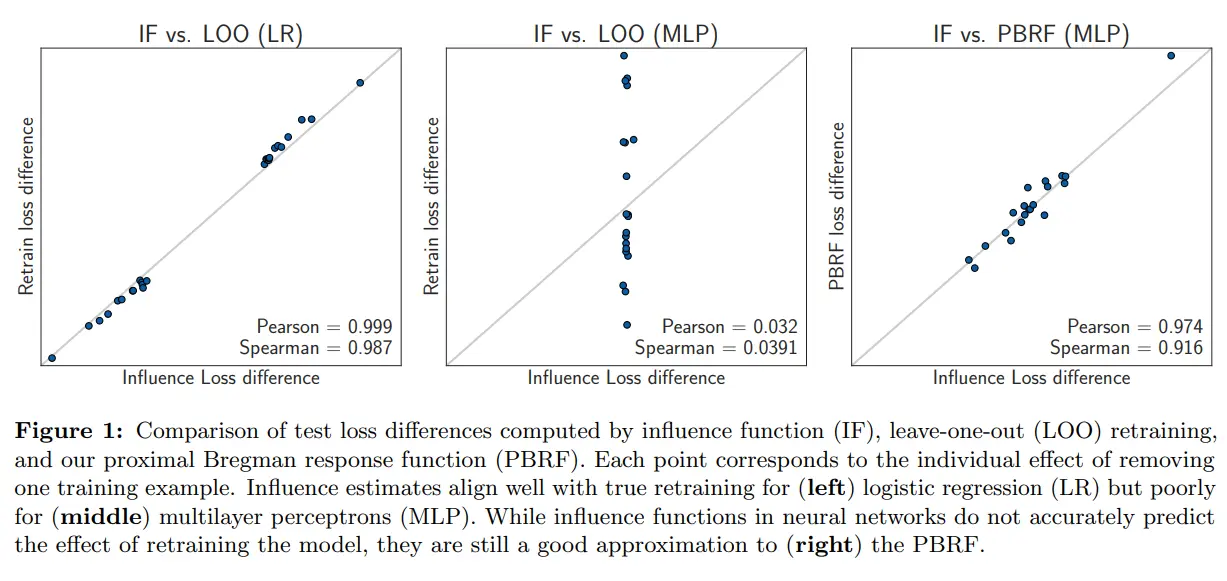 IF vs. LOO (LR)
Retrain loss difference
Pearson = 0.999
Spearman = 0.987
Influence Loss difference
IF vs. LOO (MLP)
Retrain loss difference
Pearson = 0.032
Spearman = 0.0391
Influence Loss difference
IF vs. PBRF (MLP)
PBRF loss difference
Pearson = 0.974
Spearman = 0.916
Influence Loss difference
Figure 1: Comparison of test loss differences computed by influence function (IF), leave-one-out (LOO) retraining,
and our proximal Bregman response function (PBRF). Each point corresponds to the individual effect of removing
one training example. Influence estimates align well with true retraining for (left) logistic regression (LR) but poorly
for (middle) multilayer perceptrons (MLP). While influence functions in neural networks do not accurately predict
the effect of retraining the model, they are still a good approximation to (right) the PBRF.